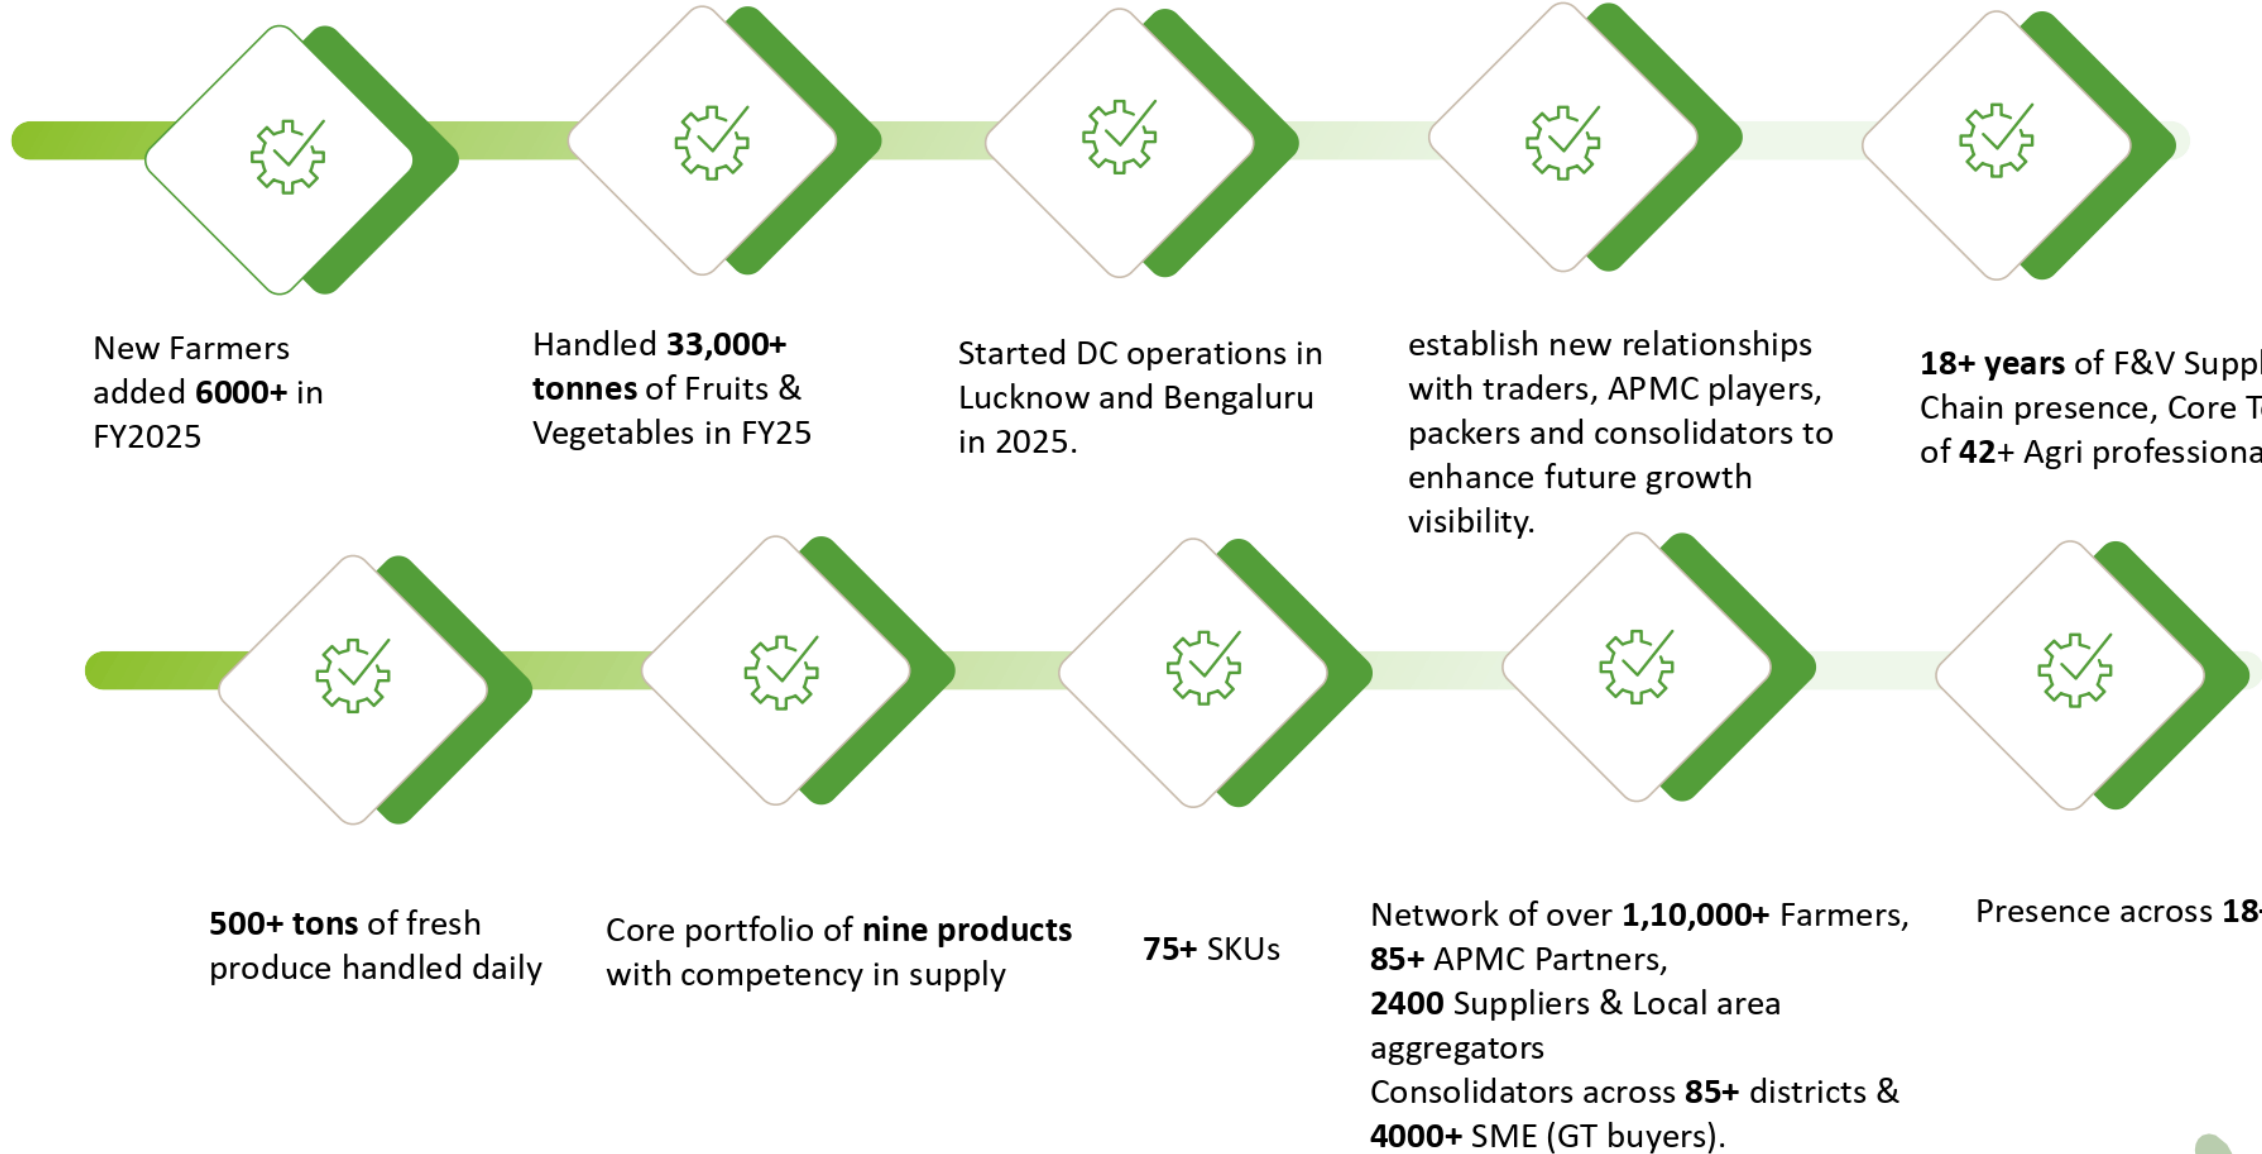 New Farmers
added 6000+ in
FY2025
Handled 33,000+
tonnes of Fruits &
Vegetables in FY25
Started DC operations in
Lucknow and Bengaluru
in 2025.
establish new relationships
with traders, APMC players,
packers and consolidators to
enhance future growth
visibility.
18+ years of F&V
Chain presence, Core
of 42+ Agri
500+ tons of fresh
produce handled daily
Core portfolio of nine products
with competency in supply
75+ SKUs
Network of over 1,10,000+ Farmers,
85+ APMC Partners,
2400 Suppliers & Local area
aggregators
Consolidators across 85+ districts &
4000+ SME (GT buyers).
Presence across